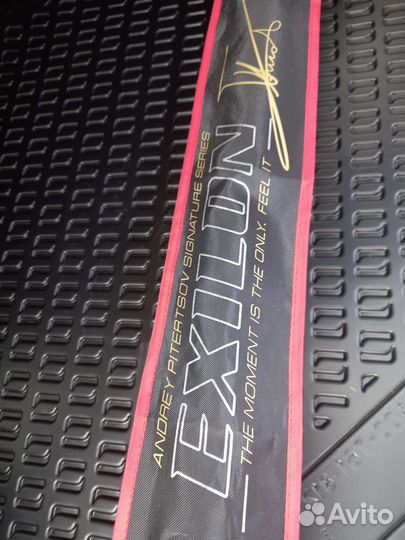 ANDREY PITERTSOV SIGNATURE SERIES
EXILON
THE MOMENT IS THE ONLY. FEEL IT
Avito